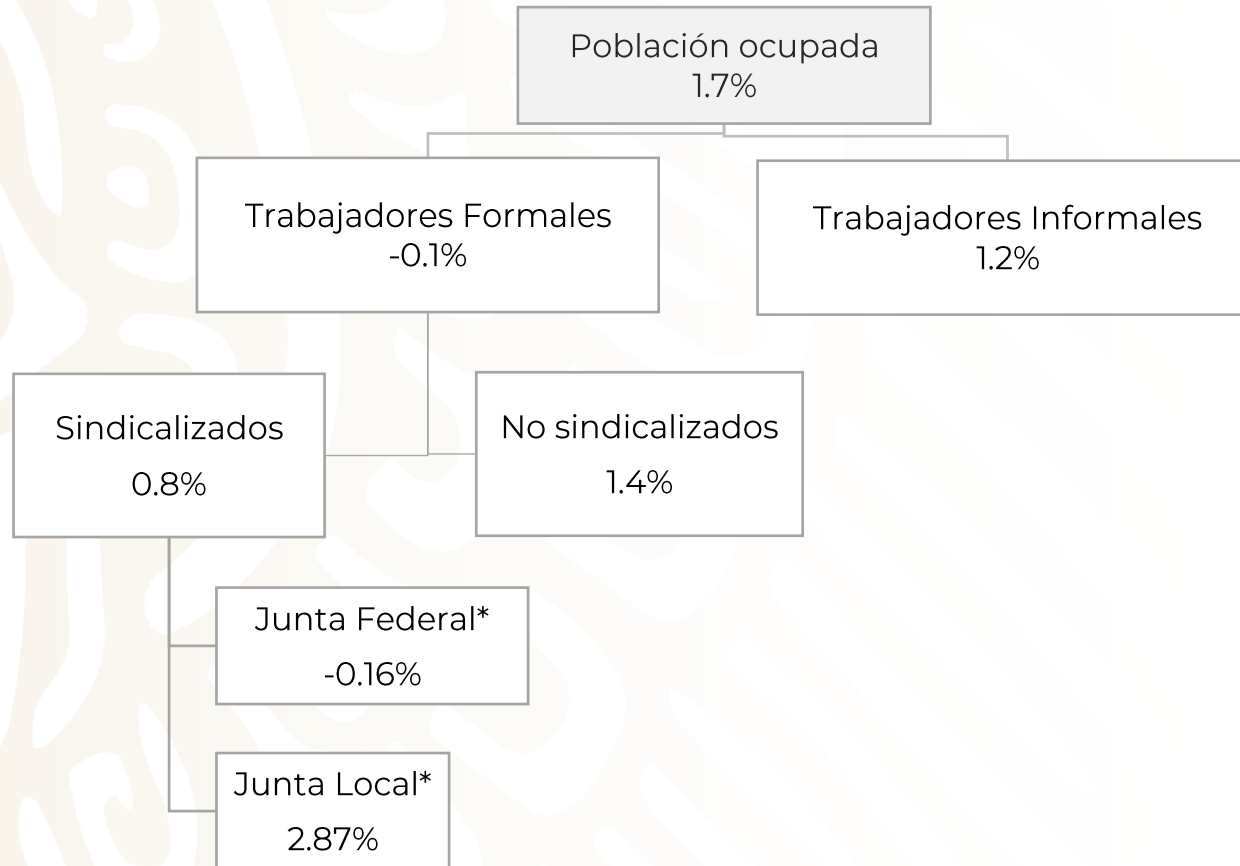 Población ocupada
1.7%
Trabajadores Formales
-0.1%
Trabajadores Informales
1.2%
Sindicalizados
0.8%
No sindicalizados
1.4%
Junta Federal*
-0.16%
Junta Local*
2.87%